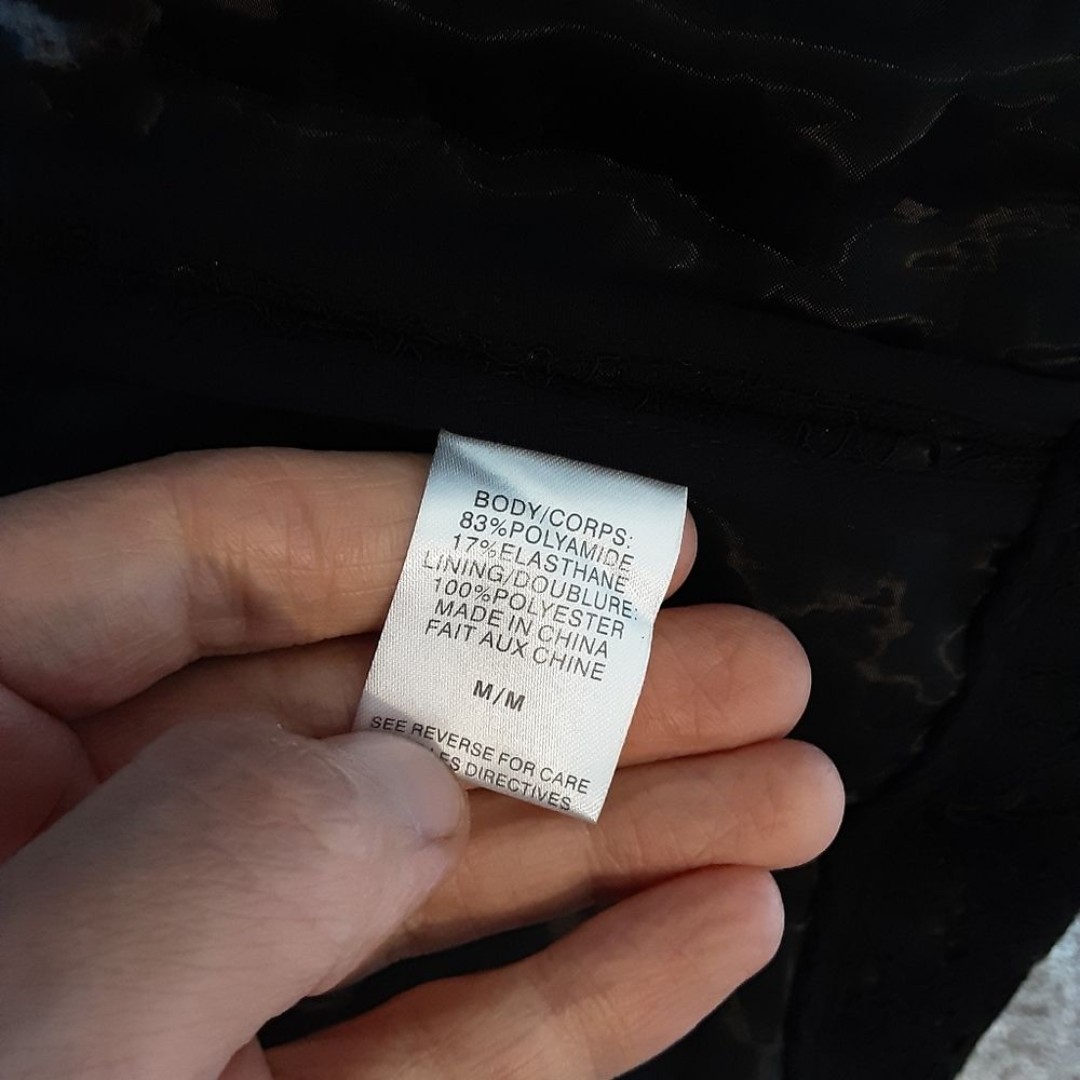 BODY/CORPS:
83%POLYAMIDE
17%ELASTHANE
LINING/DOUBLURE:
100%POLYESTER
MADE IN CHINA
FAIT AUX CHINE
M/M
SEE REVERSE FOR CARE
DIRECTIVES